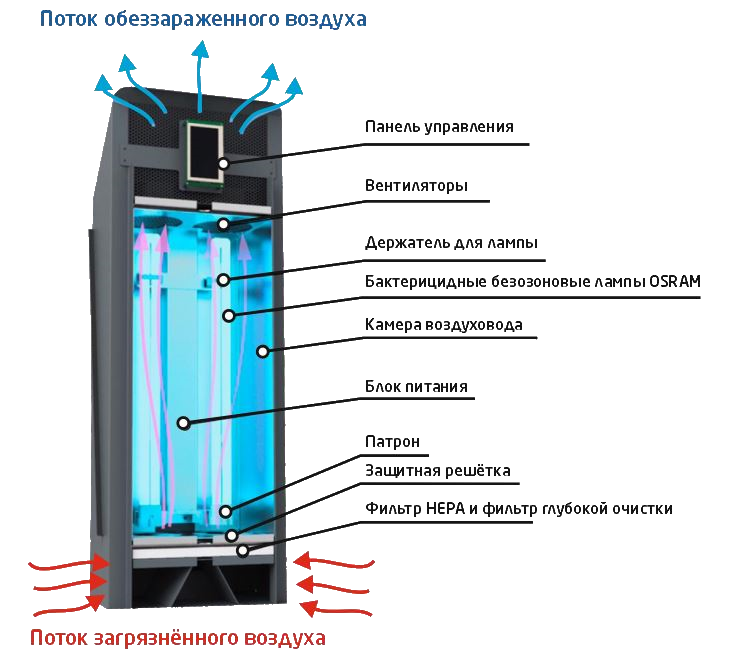 Поток обеззараженного воздуха
Панель управления
Вентиляторы
Держатель для лампы
Бактерицидные безозоновые лампы OSRAM
Камера воздуховода
Блок питания
Патрон
Защитная решётка
Фильтр HEPA и фильтр глубокой очистки
Поток загрязнённого воздуха